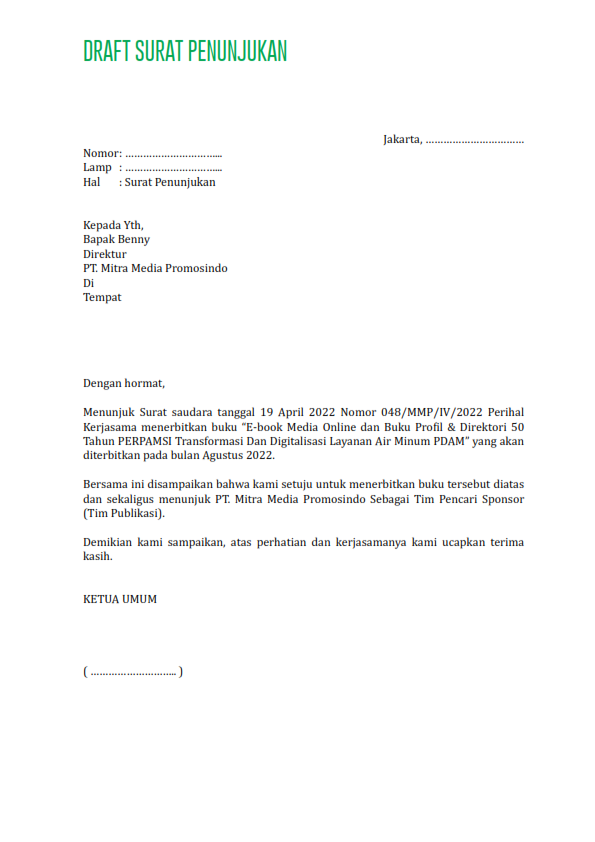 DRAFT SURAT PENUNJUKAN
Jakarta, ……………………………
Nomor: …………………………...
Lamp : …………………………...
Hal : Surat Penunjukan
Kepada Yth,
Bapak Benny
Direktur
PT. Mitra Media Promosindo
Di
Tempat
Dengan hormat,
Menunjuk Surat saudara tanggal 19 April 2022 Nomor 048/MMP/IV/2022 Perihal
Kerjasama menerbitkan buku “E-book Media Online dan Buku Profil & Direktori 50
Tahun PERPAMSI Transformasi Dan Digitalisasi Layanan Air Minum PDAM” yang akan
diterbitkan pada bulan Agustus 2022.
Bersama ini disampaikan bahwa kami setuju untuk menerbitkan buku tersebut diatas
dan sekaligus menunjuk PT. Mitra Media Promosindo Sebagai Tim Pencari Sponsor
(Tim Publikasi).
Demikian kami sampaikan, atas perhatian dan kerjasamanya kami ucapkan terima
kasih.
KETUA UMUM
( ……………………….. )